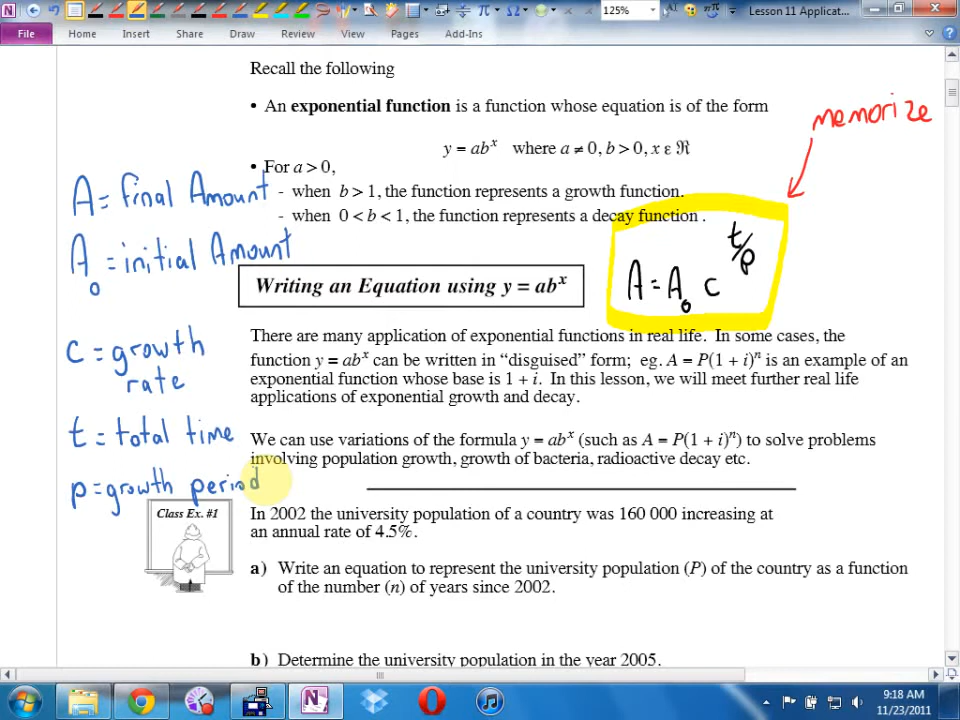 125%
Lesson 11 Applicat...
File Home Insert Share Draw Review View Pages Add-Ins
Recall the following
• An exponential function is a function whose equation is of the form
y = ab^x where a ≠ 0, b > 0, x ε ℜ
• For a > 0,
- when b > 1, the function represents a growth function.
- when 0 < b < 1, the function represents a decay function .
memorize
A = final Amount
A₀ = initial Amount
A = A₀ c^t/p
Writing an Equation using y = ab^x
There are many application of exponential functions in real life. In some cases, the
function y = ab^x can be written in “disguised” form; eg. A = P(1 + i)^n is an example of an
exponential function whose base is 1 + i. In this lesson, we will meet further real life
applications of exponential growth and decay.
c = growth
rate
t = total time
p = growth period
We can use variations of the formula y = ab^x (such as A = P(1 + i)^n) to solve problems
involving population growth, growth of bacteria, radioactive decay etc.
Class Ex. #1
In 2002 the university population of a country was 160 000 increasing at
an annual rate of 4.5%.
a) Write an equation to represent the university population (P) of the country as a function
of the number (n) of years since 2002.
b) Determine the university population in the year 2005.
9:18 AM
11/23/2011